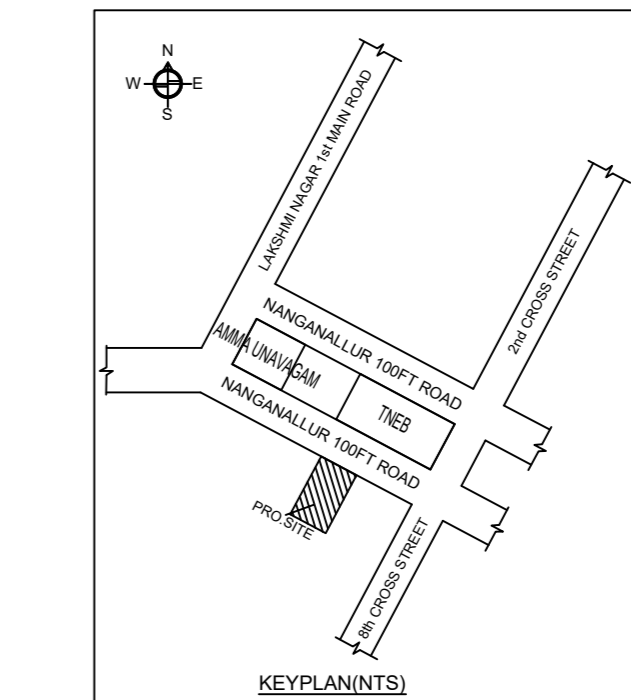 N
W E
S
LAKSHMI NAGAR 1st MAIN ROAD
2nd CROSS STREET
NANGANALLUR 100FT ROAD
AMMA UNAVAGAM
TNEB
NANGANALLUR 100FT ROAD
PRO.SITE
8th CROSS STREET
KEYPLAN(NTS)